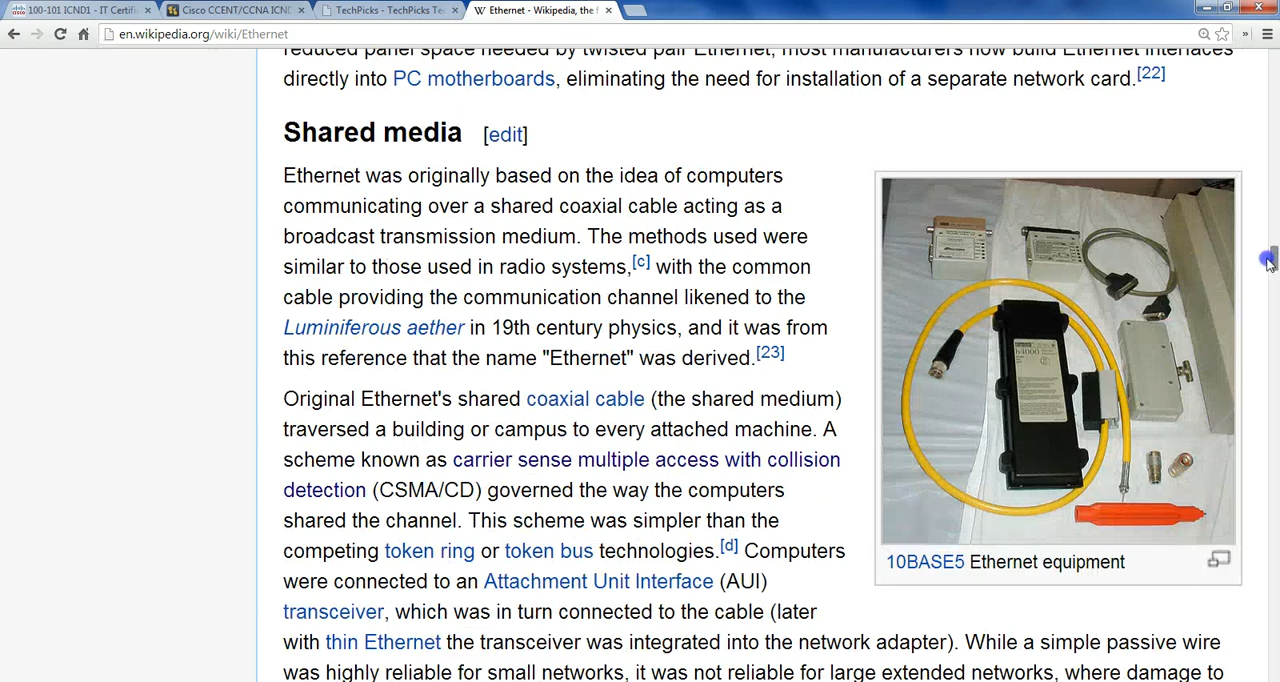 100-101 ICND1 - IT Certifi
Cisco CCENT/CCNA ICND
TechPicks - TechPicks Tec
Ethernet - Wikipedia, the f
en.wikipedia.org/wiki/Ethernet
reduced panel space needed by twisted pair Ethernet, most manufacturers now build Ethernet interfaces
directly into PC motherboards, eliminating the need for installation of a separate network card.[22]
Shared media [edit]
Ethernet was originally based on the idea of computers
communicating over a shared coaxial cable acting as a
broadcast transmission medium. The methods used were
similar to those used in radio systems,[c] with the common
cable providing the communication channel likened to the
Luminiferous aether in 19th century physics, and it was from
this reference that the name "Ethernet" was derived.[23]
Original Ethernet's shared coaxial cable (the shared medium)
traversed a building or campus to every attached machine. A
scheme known as carrier sense multiple access with collision
detection (CSMA/CD) governed the way the computers
shared the channel. This scheme was simpler than the
competing token ring or token bus technologies.[d] Computers
were connected to an Attachment Unit Interface (AUI)
transceiver, which was in turn connected to the cable (later
with thin Ethernet the transceiver was integrated into the network adapter). While a simple passive wire
was highly reliable for small networks, it was not reliable for large extended networks, where damage to
h4000
10BASE5 Ethernet equipment